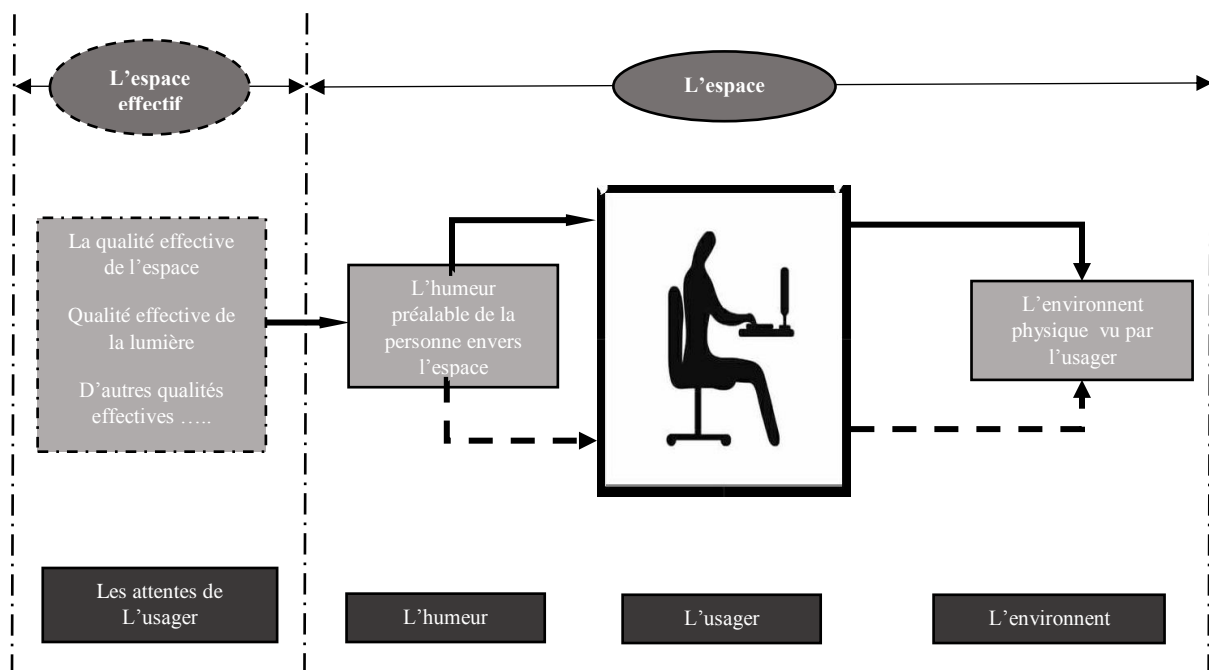 L’espace
effectif
L’espace
La qualité effective
de l’espace
Qualité effective de
la lumière
D’autres qualités
effectives …..
L’humeur
préalable de la
personne envers
l’espace
L’environnent
physique vu par
l’usager
Les attentes de
L’usager
L’humeur
L’usager
L’environnent